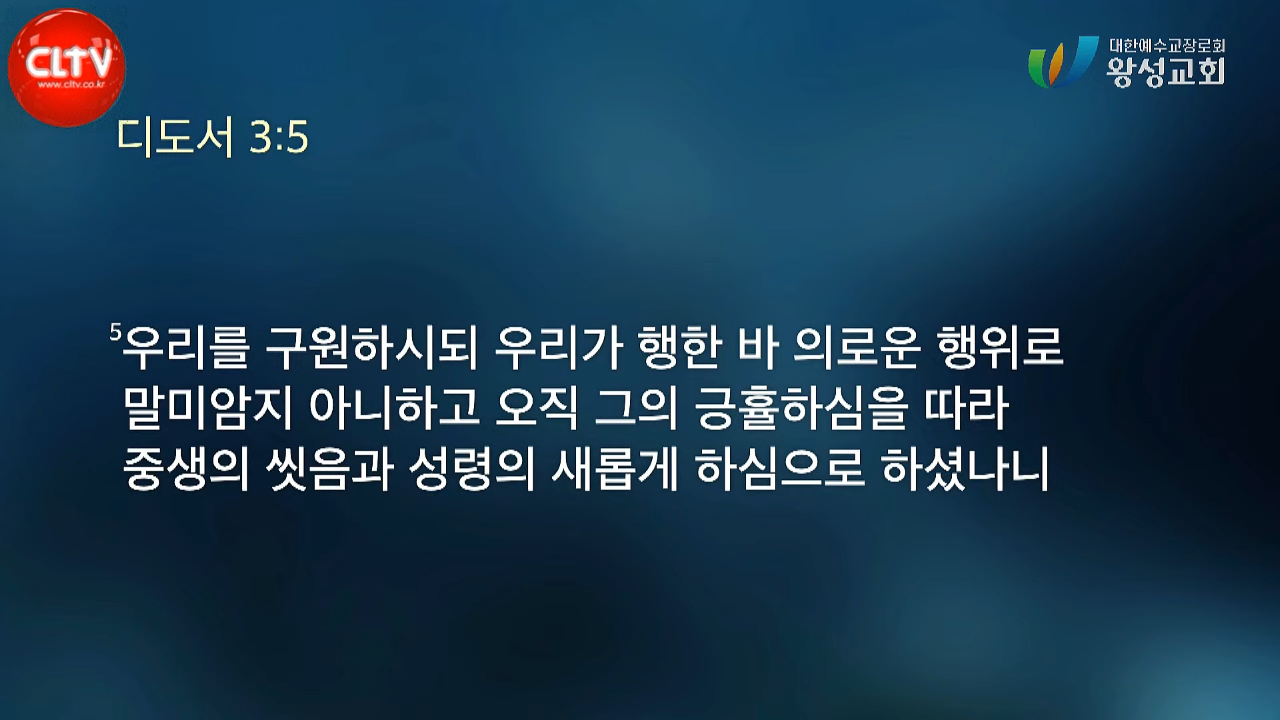 CLTV
www.cltv.co.kr
대한예수교장로회
왕성교회
디도서 3:5
5우리를 구원하시되 우리가 행한 바 의로운 행위로
말미암지 아니하고 오직 그의 긍휼하심을 따라
중생의 씻음과 성령의 새롭게 하심으로 하셨나니